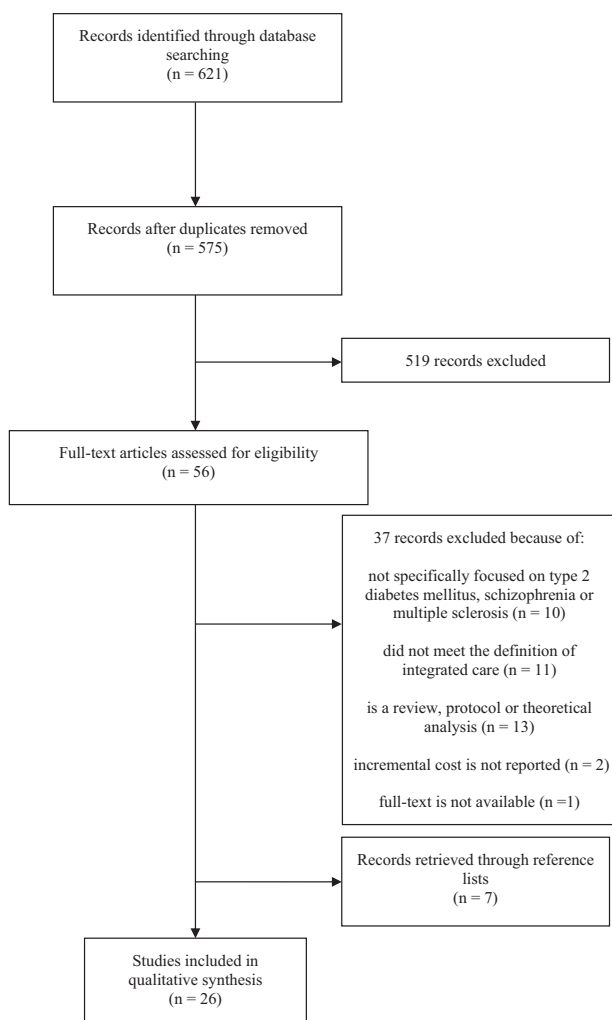 Records identified through database
searching
(n = 621)
Records after duplicates removed
(n = 575)
519 records excluded
Full-text articles assessed for eligibility
(n = 56)
37 records excluded because of:
not specifically focused on type 2
diabetes mellitus, schizophrenia or
multiple sclerosis (n = 10)
did not meet the definition of
integrated care (n = 11)
is a review, protocol or theoretical
analysis (n = 13)
incremental cost is not reported (n = 2)
full-text is not available (n =1)
Records retrieved through reference
lists
(n = 7)
Studies included in
qualitative synthesis
(n = 26)